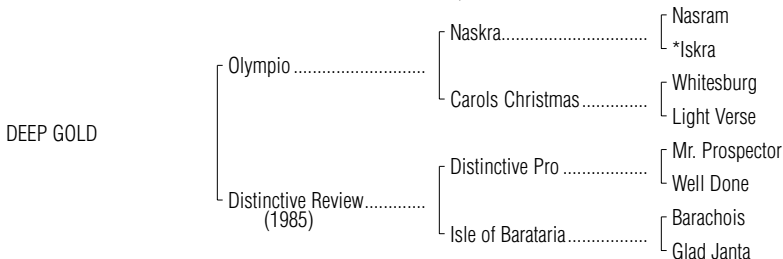 Nasram
Naskra..................................
*Iskra
Olympio ..............................
Whitesburg
Carols Christmas...............
Light Verse
DEEP GOLD
Mr. Prospector
Distinctive Pro ....................
Well Done
Distinctive Review..............
(1985)
Barachois
Isle of Barataria...................
Glad Janta